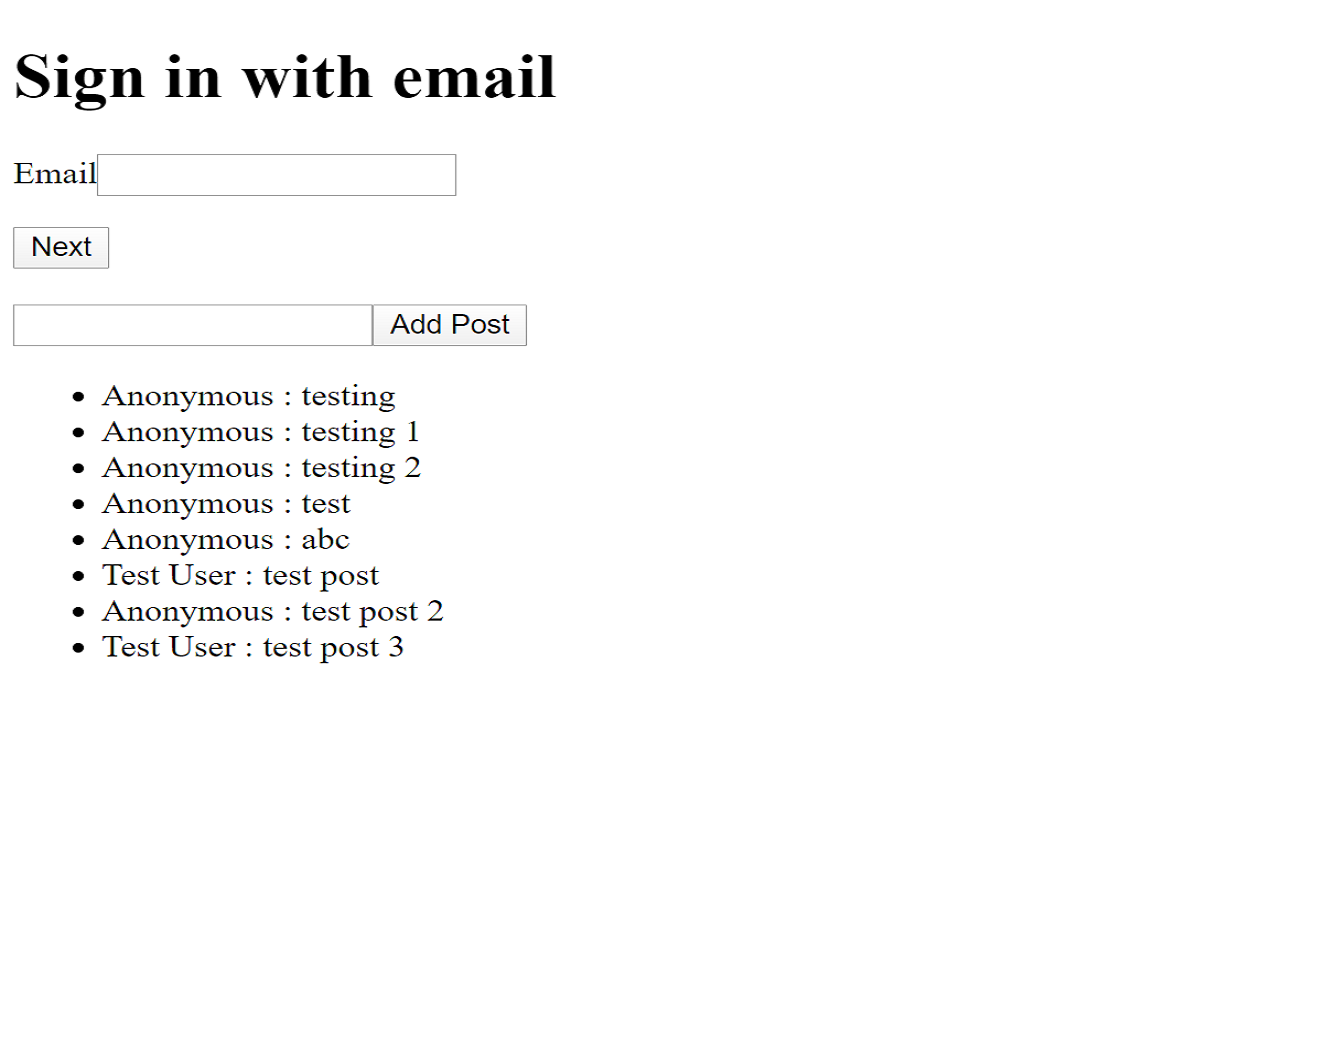 Sign in with email
Email
Next
Add Post
Anonymous : testing
Anonymous : testing 1
Anonymous : testing 2
Anonymous : test
Anonymous : abc
Test User : test post
Anonymous : test post 2
Test User : test post 3